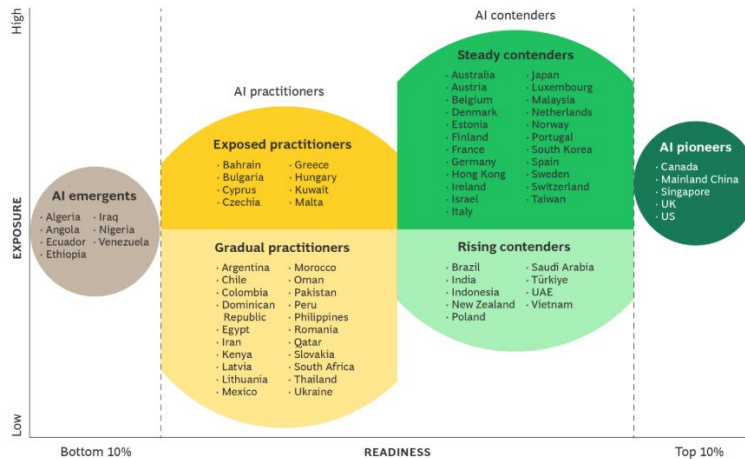 High
EXPOSURE
Low
AI emergents
· Algeria
· Angola
· Ecuador
· Ethiopia
· Iraq
· Nigeria
· Venezuela
AI practitioners
Exposed practitioners
· Bahrain
· Bulgaria
· Cyprus
· Czechia
· Greece
· Hungary
· Kuwait
· Malta
Gradual practitioners
· Argentina
· Chile
· Colombia
· Dominican
Republic
· Egypt
· Iran
· Kenya
· Latvia
· Lithuania
· Mexico
· Morocco
· Oman
· Pakistan
· Peru
· Philippines
· Romania
· Qatar
· Slovakia
· South Africa
· Thailand
· Ukraine
AI contenders
Steady contenders
· Australia
· Austria
· Belgium
· Denmark
· Estonia
· Finland
· France
· Germany
· Hong Kong
· Ireland
· Israel
· Italy
· Japan
· Luxembourg
· Malaysia
· Netherlands
· Norway
· Portugal
· South Korea
· Spain
· Sweden
· Switzerland
· Taiwan
Rising contenders
· Brazil
· India
· Indonesia
· New Zealand
· Poland
· Saudi Arabia
· Türkiye
· UAE
· Vietnam
AI pioneers
· Canada
· Mainland China
· Singapore
· UK
· US
Bottom 10%
READINESS
Top 10%